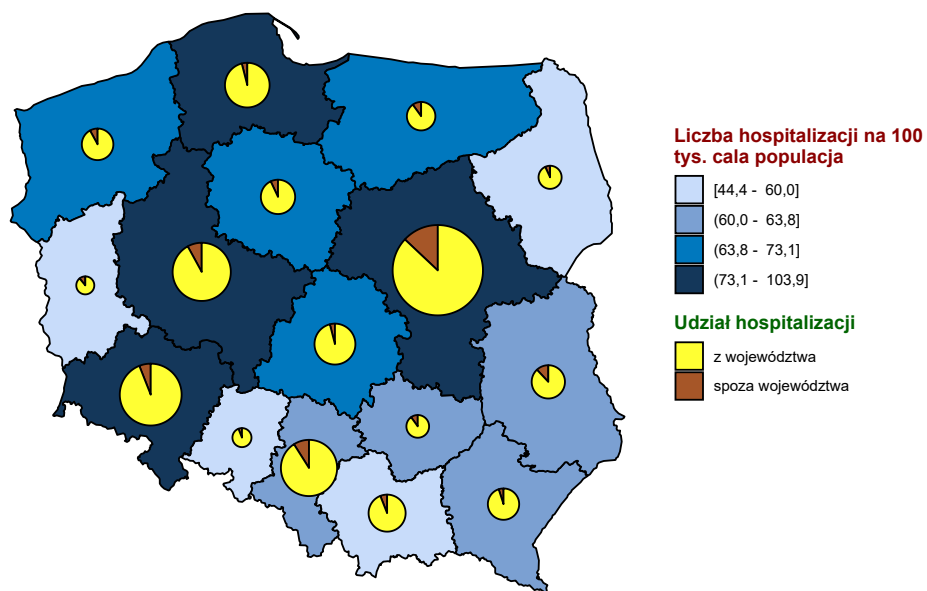 Liczba hospitalizacji na 100
tys. cala populacja
[44,4 - 60,0]
(60,0 - 63,8]
(63,8 - 73,1]
(73,1 - 103,9]
Udział hospitalizacji
z województwa
spoza województwa